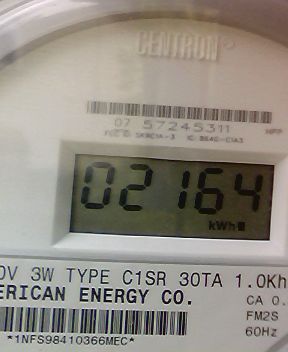 CENTRON®
07 57245311
02164
kWh
0V 3W TYPE C1SR 30TA 1.0Kh
ERICAN ENERGY CO.
CA 0.
FM2S
60Hz
*1NFS98410366MEC*